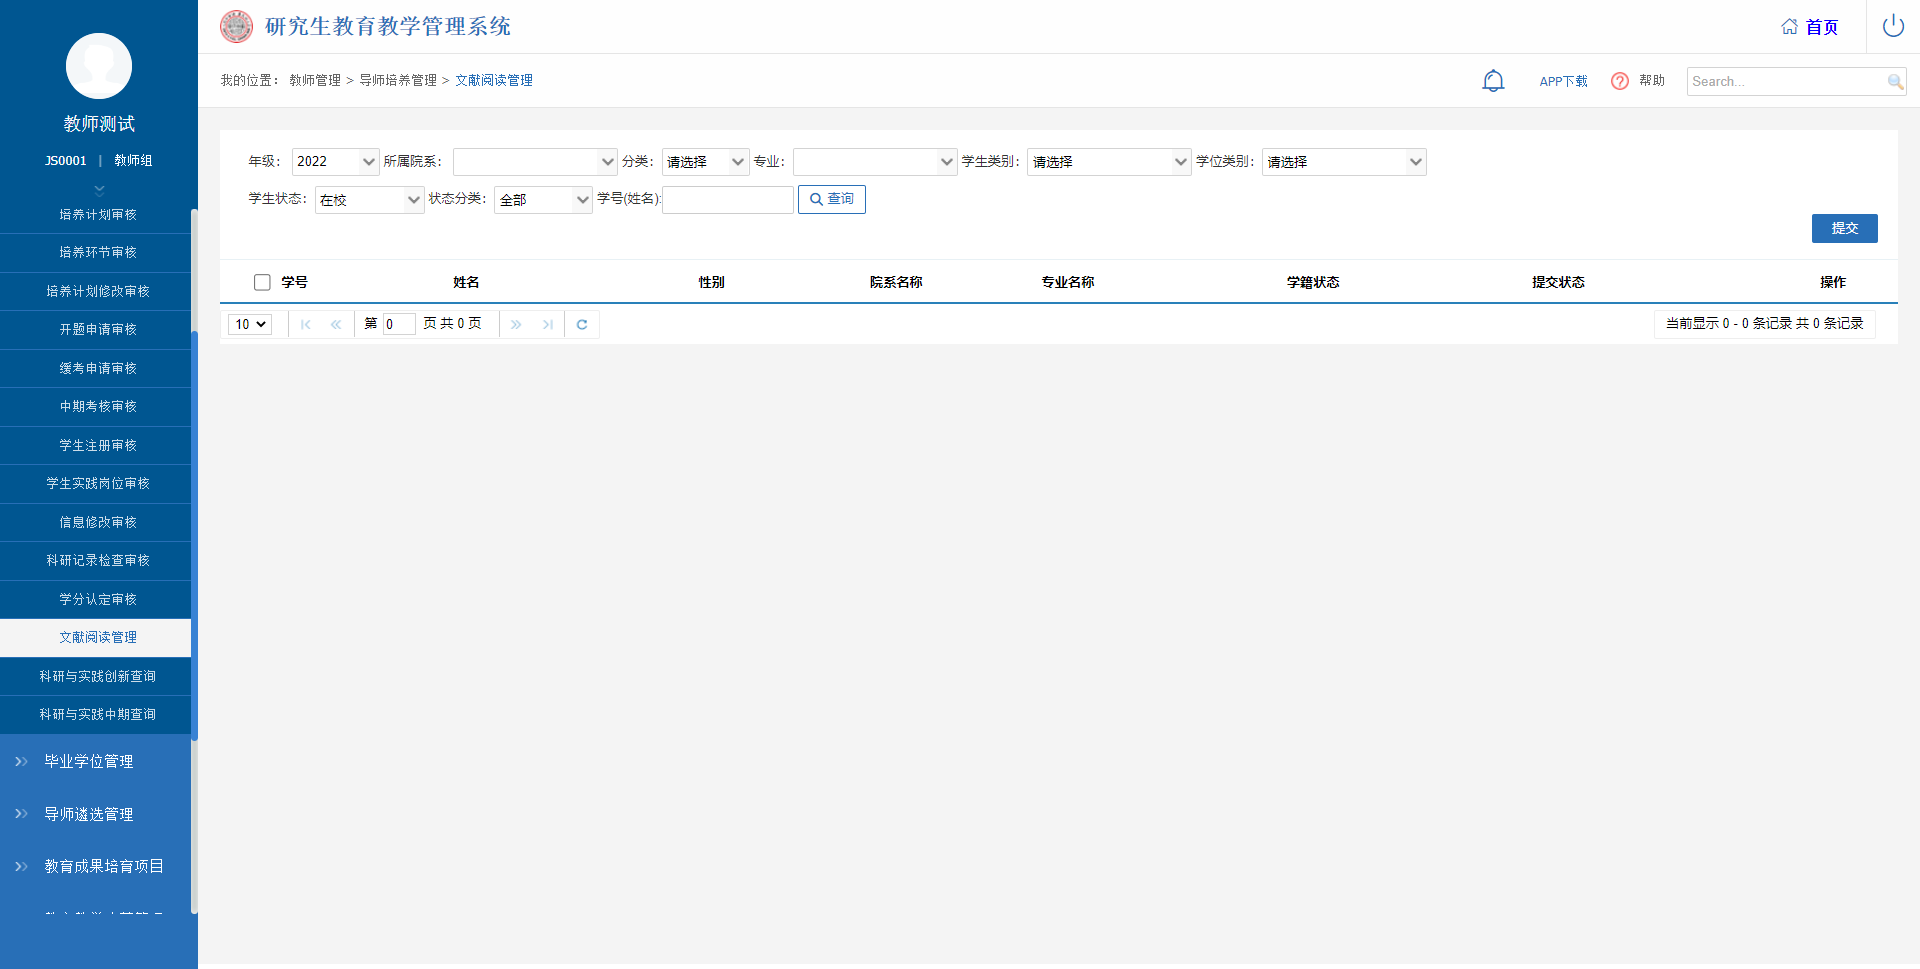 研究生教育教学管理系统
首页
我的位置： 教师管理 > 导师培养管理 > 文献阅读管理
APP下载
帮助
Search...
教师测试
JS0001 | 教师组
培养计划审核
培养环节审核
培养计划修改审核
开题申请审核
缓考申请审核
中期考核审核
学生注册审核
学生实践岗位审核
信息修改审核
科研记录检查审核
学分认定审核
文献阅读管理
科研与实践创新查询
科研与实践中期查询
毕业学位管理
导师遴选管理
教育成果培育项目
年级： 2022 所属院系： 分类： 请选择 专业： 学生类别： 请选择 学位类别： 请选择
学生状态： 在校 状态分类： 全部 学号(姓名): 查询
提交
学号 姓名 性别 院系名称 专业名称 学籍状态 提交状态 操作
10 第 0 页 共 0 页 当前显示 0 - 0 条记录 共 0 条记录